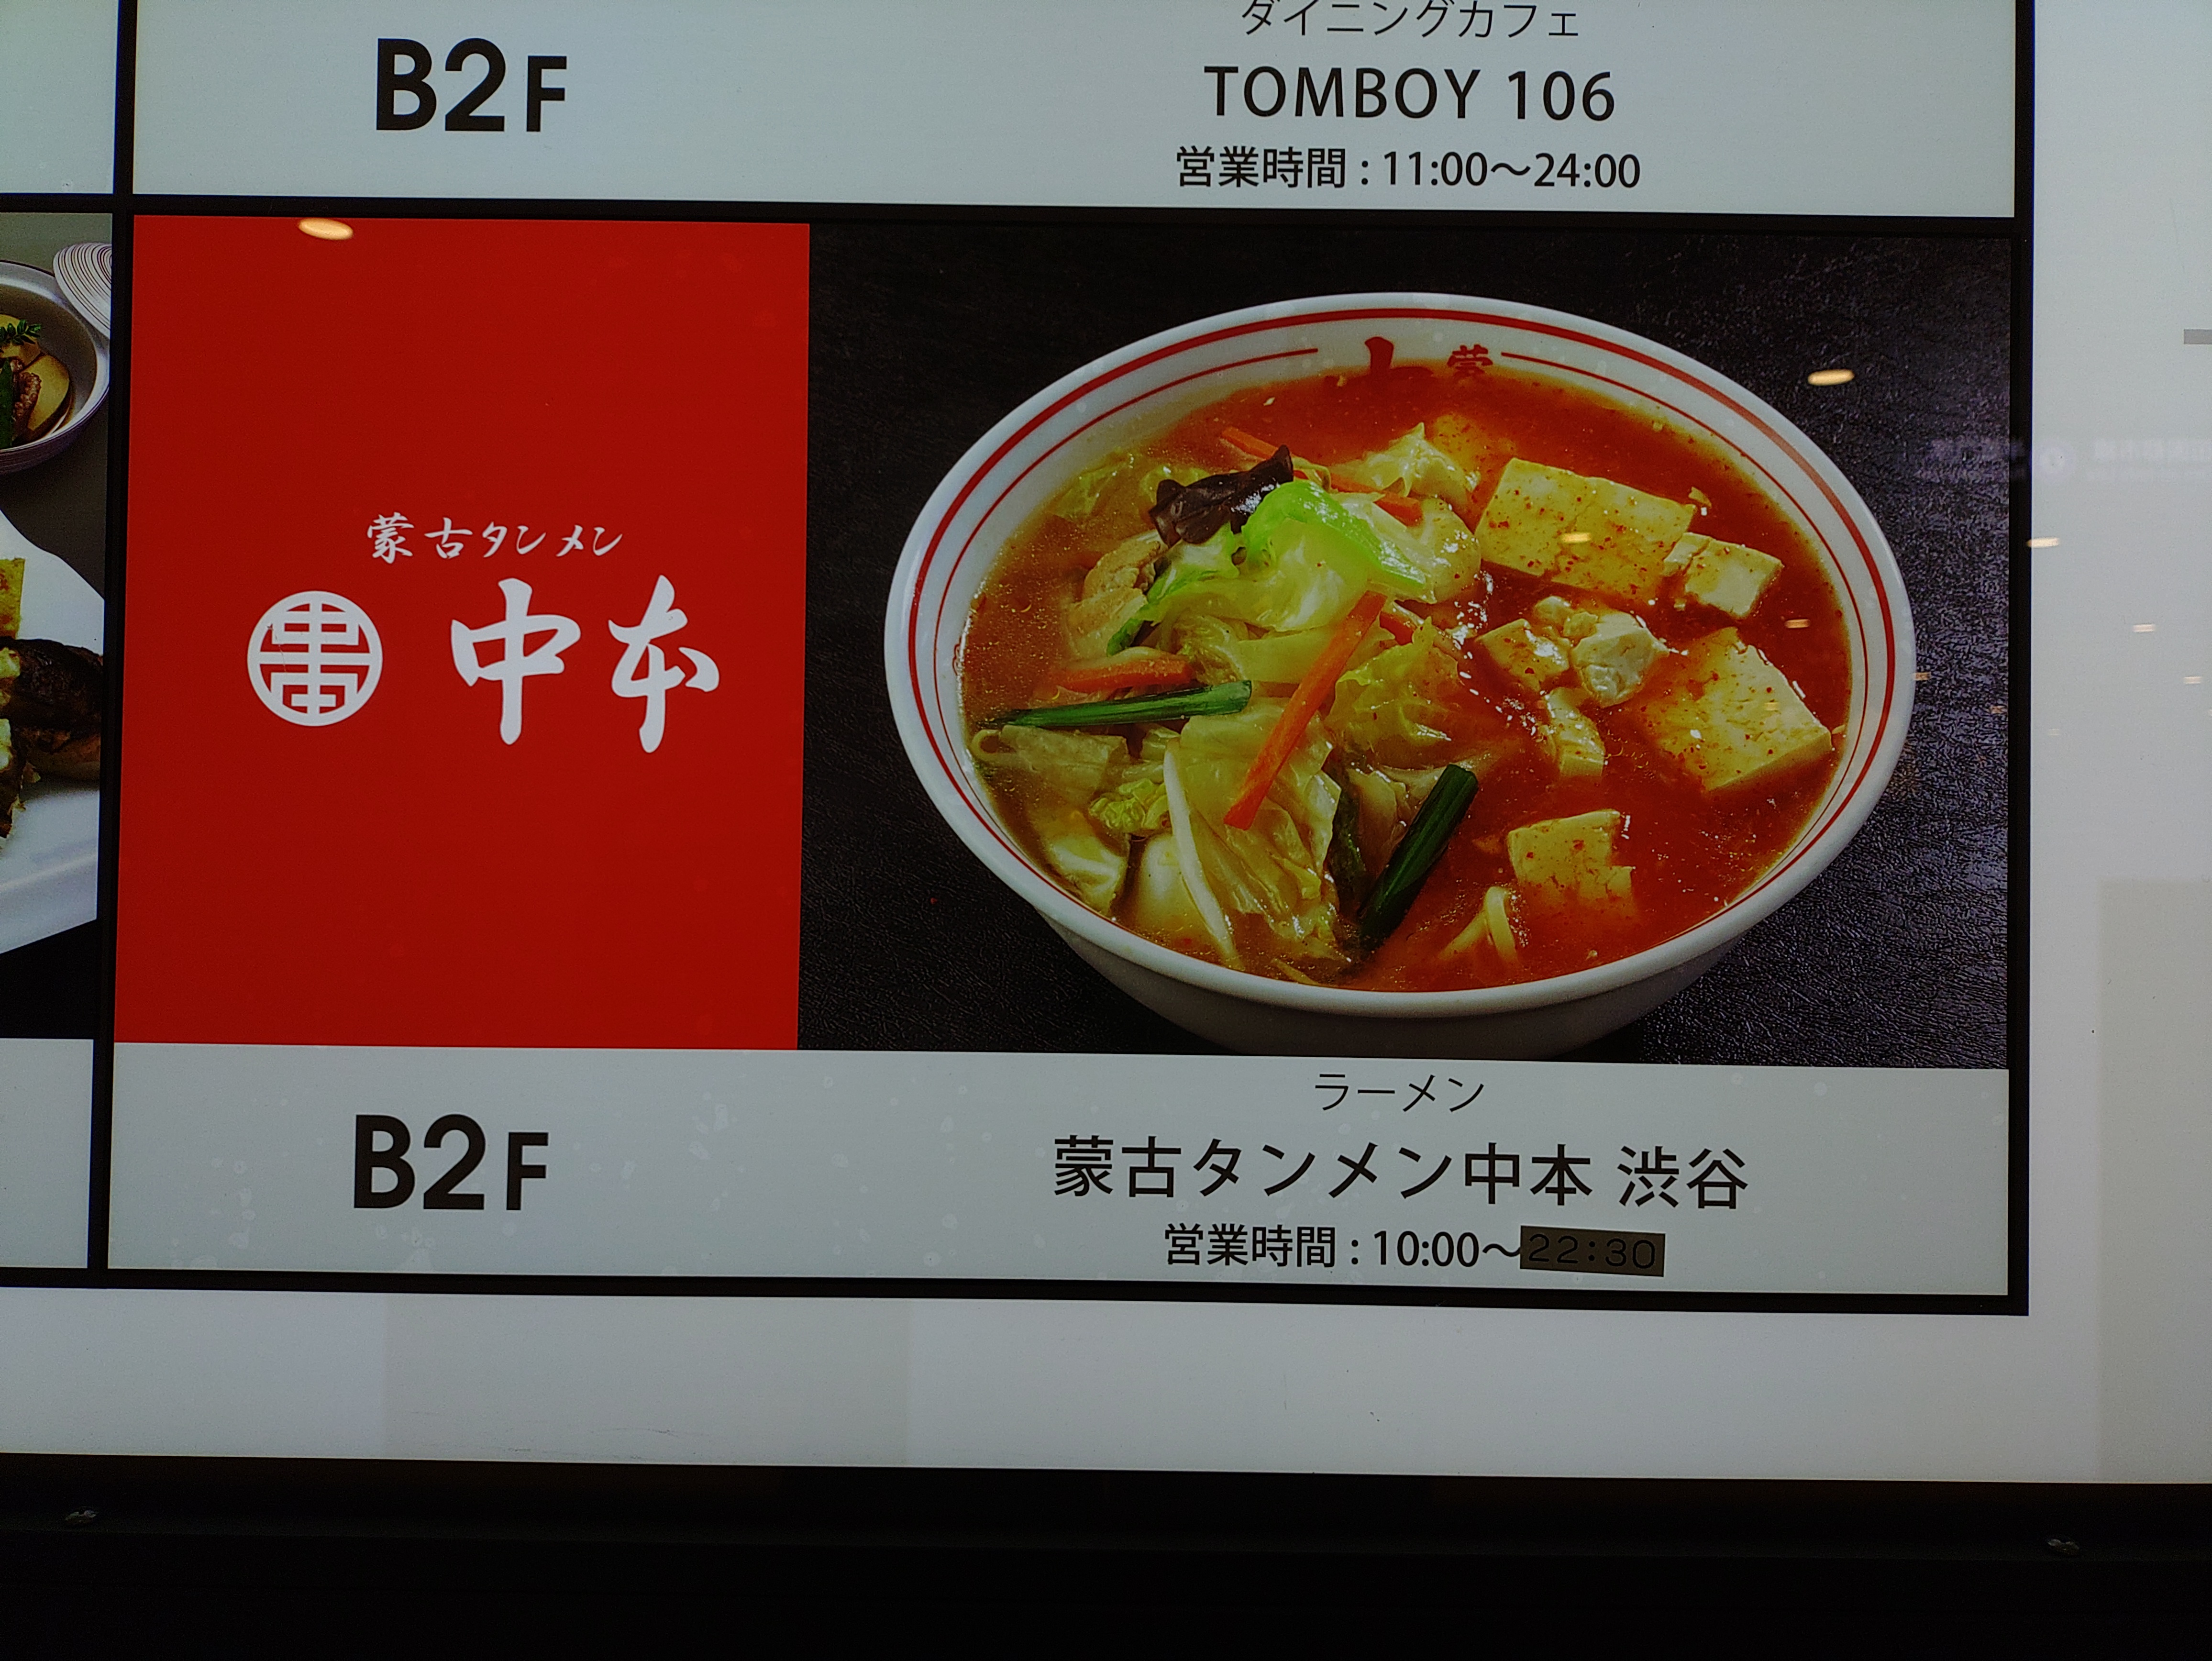 ダイニングカフェ
B2F
TOMBOY 106
営業時間 : 11:00〜24:00
蒙古タンメン
中本
ラーメン
B2F
蒙古タンメン中本 渋谷
営業時間 : 10:00〜22:30